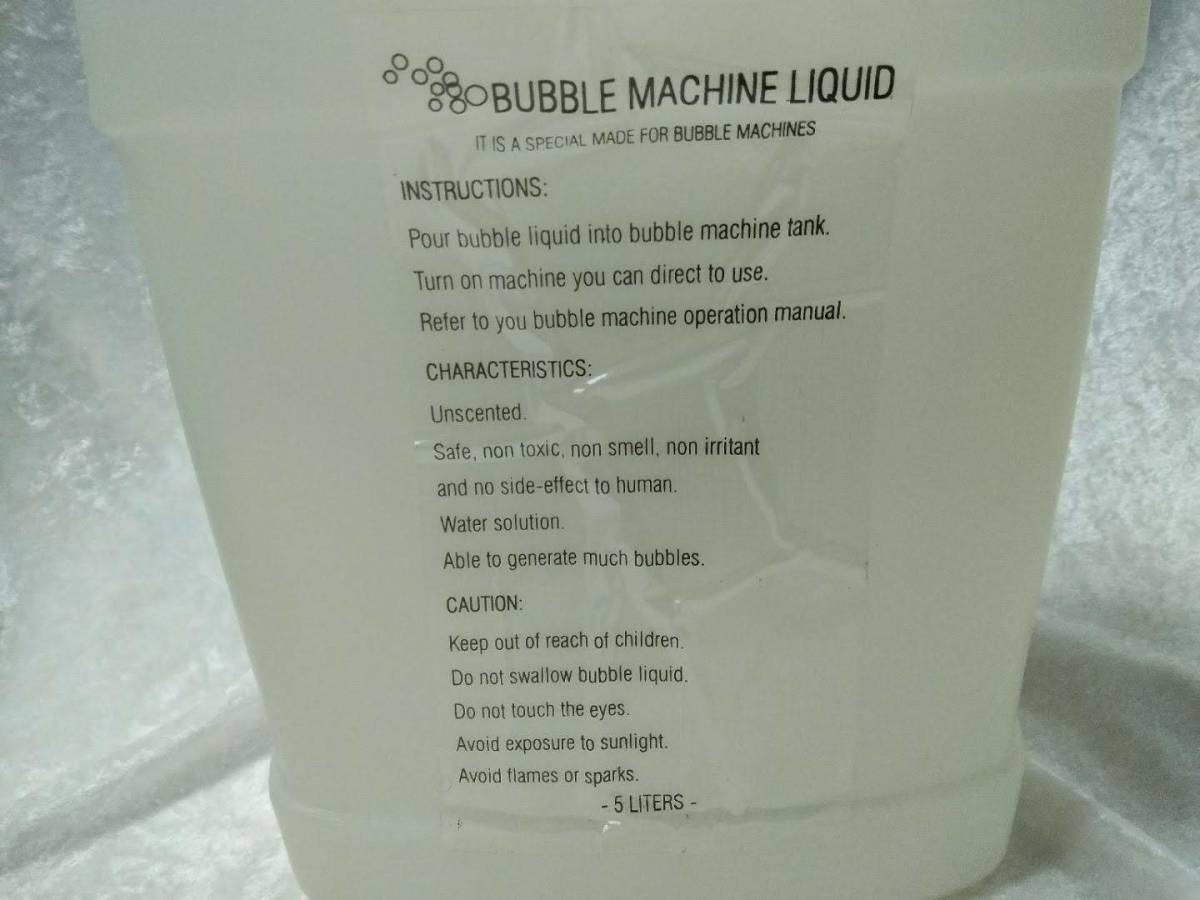 BUBBLE MACHINE LIQUID
IT IS A SPECIAL MADE FOR BUBBLE MACHINES
INSTRUCTIONS:
Pour bubble liquid into bubble machine tank.
Turn on machine you can direct to use.
Refer to you bubble machine operation manual.
CHARACTERISTICS:
Unscented.
Safe, non toxic, non smell, non irritant
and no side-effect to human.
Water solution.
Able to generate much bubbles.
CAUTION:
Keep out of reach of children.
Do not swallow bubble liquid.
Do not touch the eyes.
Avoid exposure to sunlight.
Avoid flames or sparks.
- 5 LITERS -